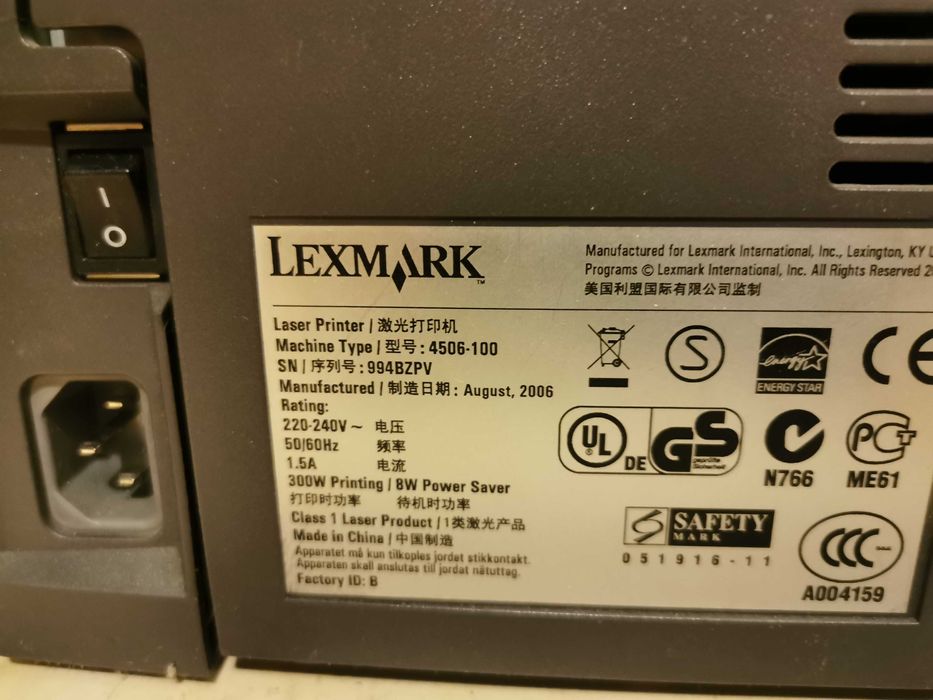 I
O
LEXMARK™
Manufactured for Lexmark International, Inc., Lexington, KY
Programs © Lexmark International, Inc. All Rights Reserved
美国利盟国际有限公司监制
Laser Printer / 激光打印机
Machine Type / 型号: 4506-100
SN / 序列号: 994BZPV
Manufactured / 制造日期: August, 2006
Rating:
220-240V ~ 电压
50/60Hz 频率
1.5A 电流
300W Printing / 8W Power Saver
打印时功率 待机时功率
Class 1 Laser Product / 1类激光产品
Made in China / 中国制造
Apparatet må kun tilkoples jordet stikkontakt.
Apparaten skall anslutas till jordat nätuttag.
Factory ID: B
S
energy
ENERGY STAR
CE
UL
DE
GS
geprüfte
Sicherheit
N766
PCT
ME61
SAFETY
MARK
051916-11
CCC
A004159